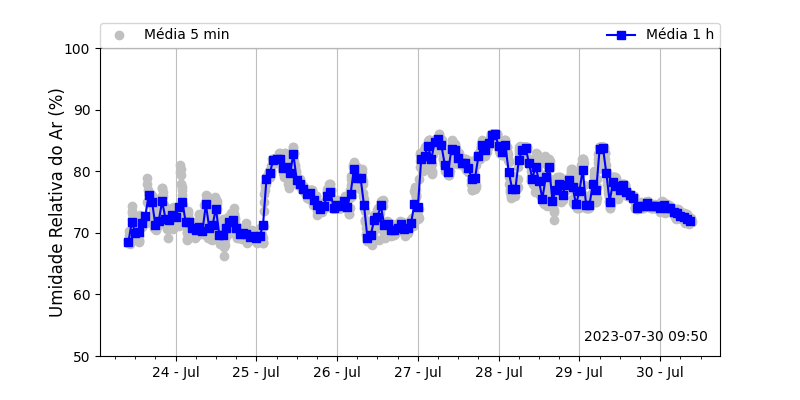 Média 5 min
Média 1 h
Umidade Relativa do Ar (%)
100
90
80
70
60
50
2023-07-30 09:50
24 - Jul
25 - Jul
26 - Jul
27 - Jul
28 - Jul
29 - Jul
30 - Jul